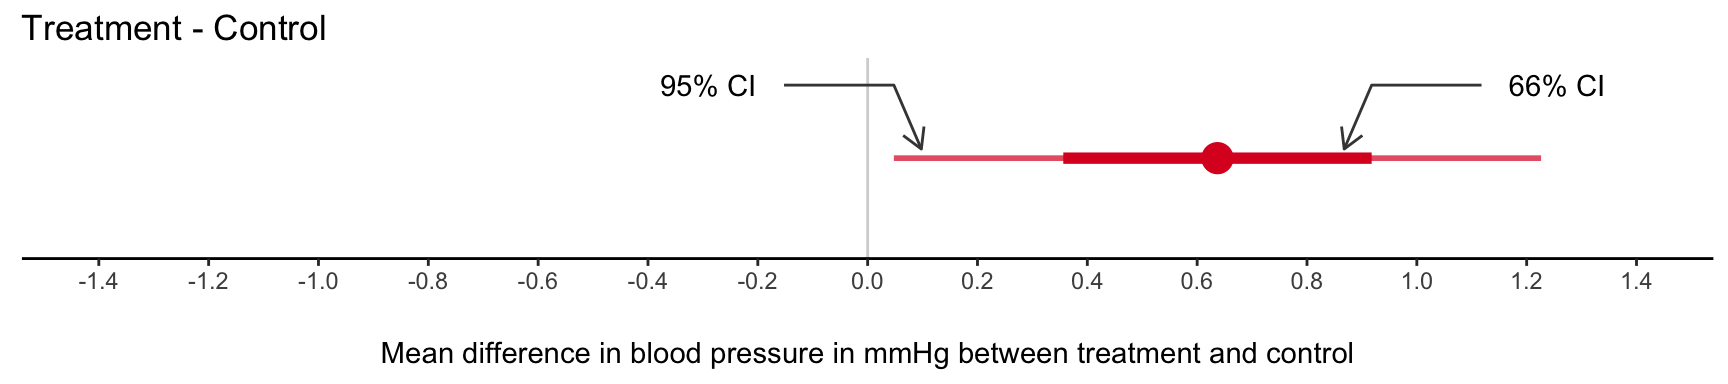 Treatment - Control
95% CI
66% CI
-1.4 -1.2 -1.0 -0.8 -0.6 -0.4 -0.2 0.0 0.2 0.4 0.6 0.8 1.0 1.2 1.4
Mean difference in blood pressure in mmHg between treatment and control